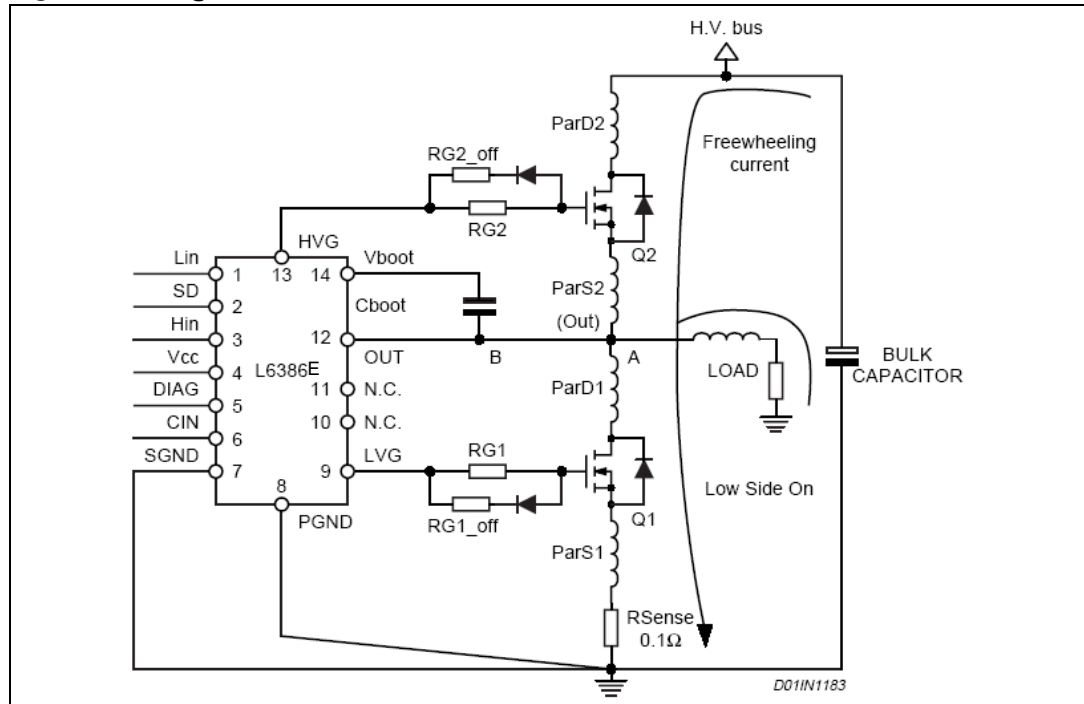 H.V. bus
ParD2
Freewheeling
current
RG2_off
RG2
Q2
HVG
Lin
1
13
14
Vboot
SD
2
Cboot
ParS2
(Out)
Hin
3
12
OUT
B
A
Vcc
4
L6386E
11
N.C.
LOAD
BULK
CAPACITOR
DIAG
5
10
N.C.
ParD1
CIN
6
SGND
7
9
LVG
RG1
8
PGND
RG1_off
Q1
Low Side On
ParS1
RSense
0.1Ω
D01IN1183